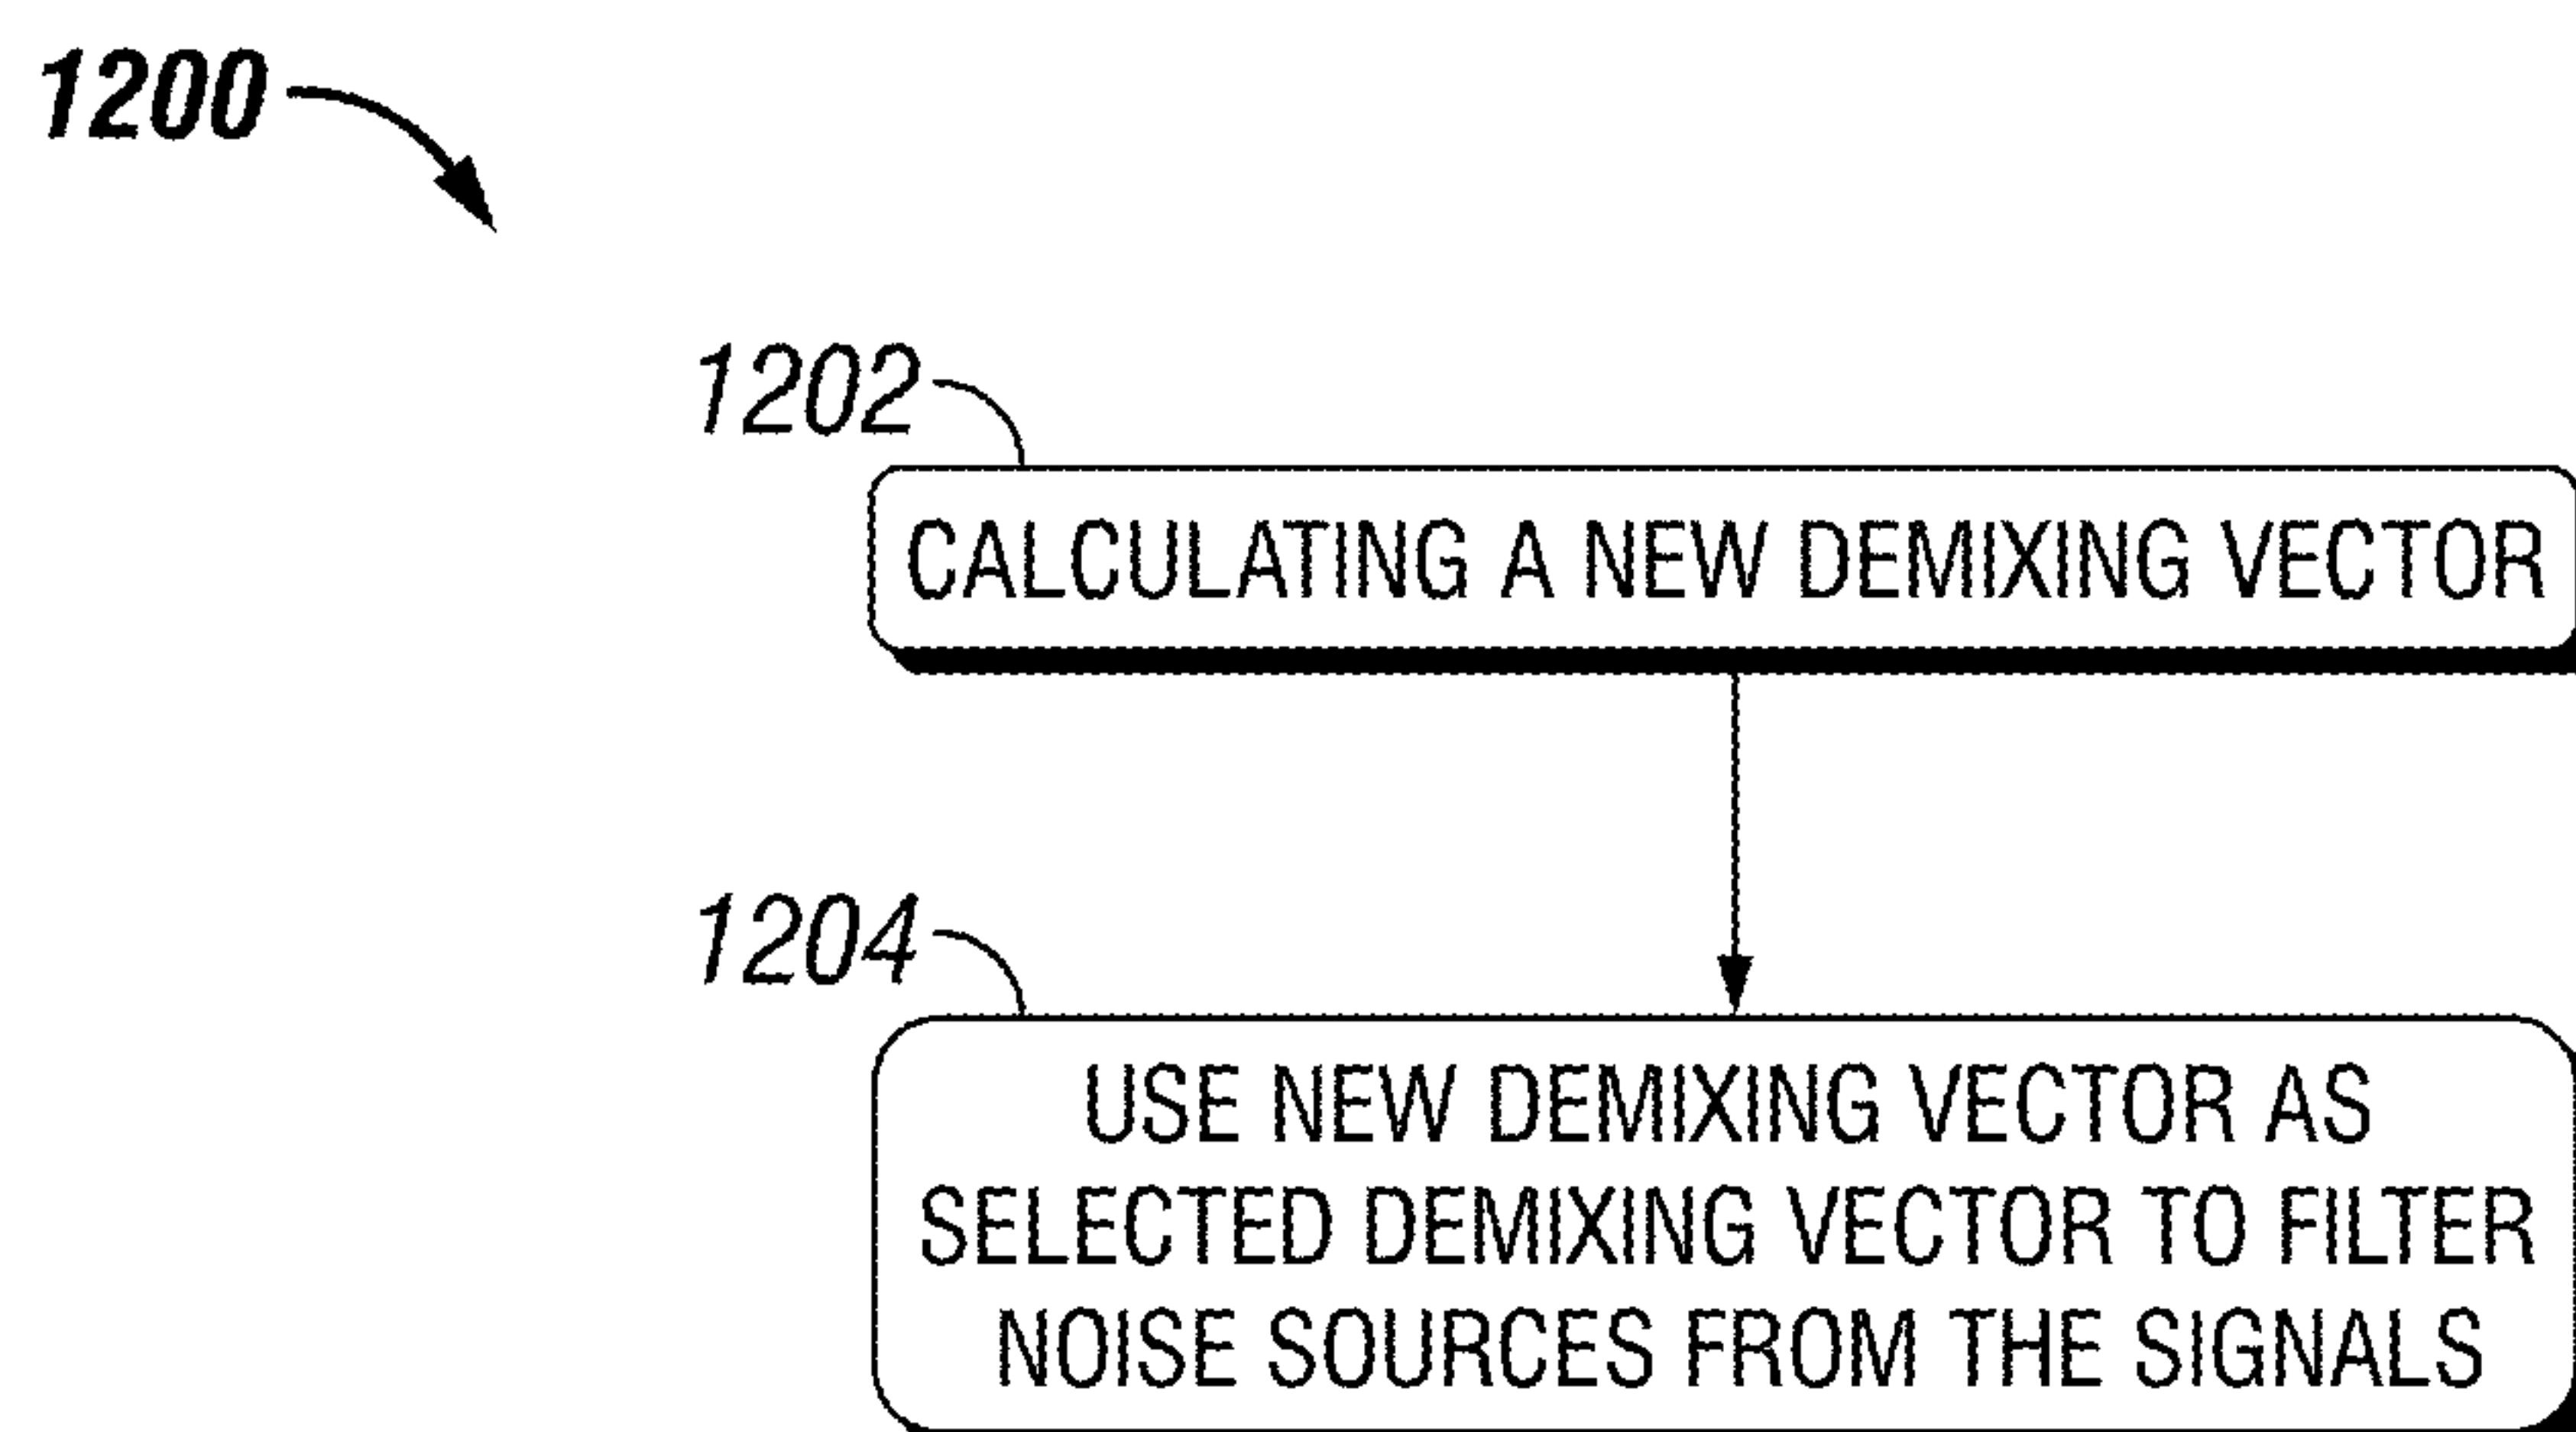 1200
1202
CALCULATING A NEW DEMIXING VECTOR
1204
USE NEW DEMIXING VECTOR AS
SELECTED DEMIXING VECTOR TO FILTER
NOISE SOURCES FROM THE SIGNALS